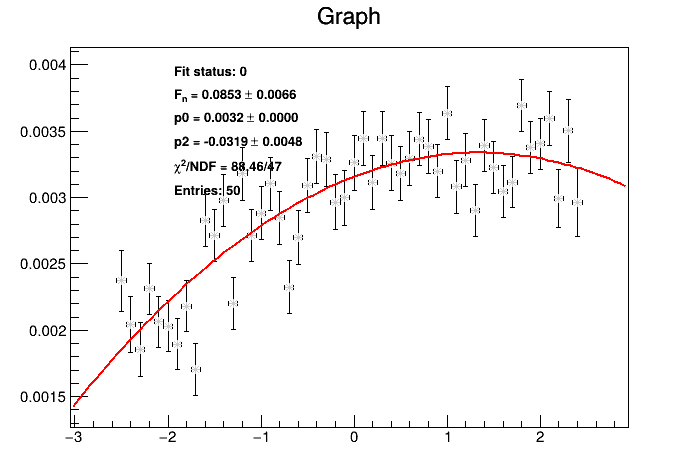 Graph
0.004
Fit status: 0
Fn = 0.0853 ± 0.0066
p0 = 0.0032 ± 0.0000
0.0035
p2 = -0.0319 ± 0.0048
χ²/NDF = 88.46/47
Entries: 50
0.003
0.0025
0.002
0.0015
−3 −2 −1 0 1 2